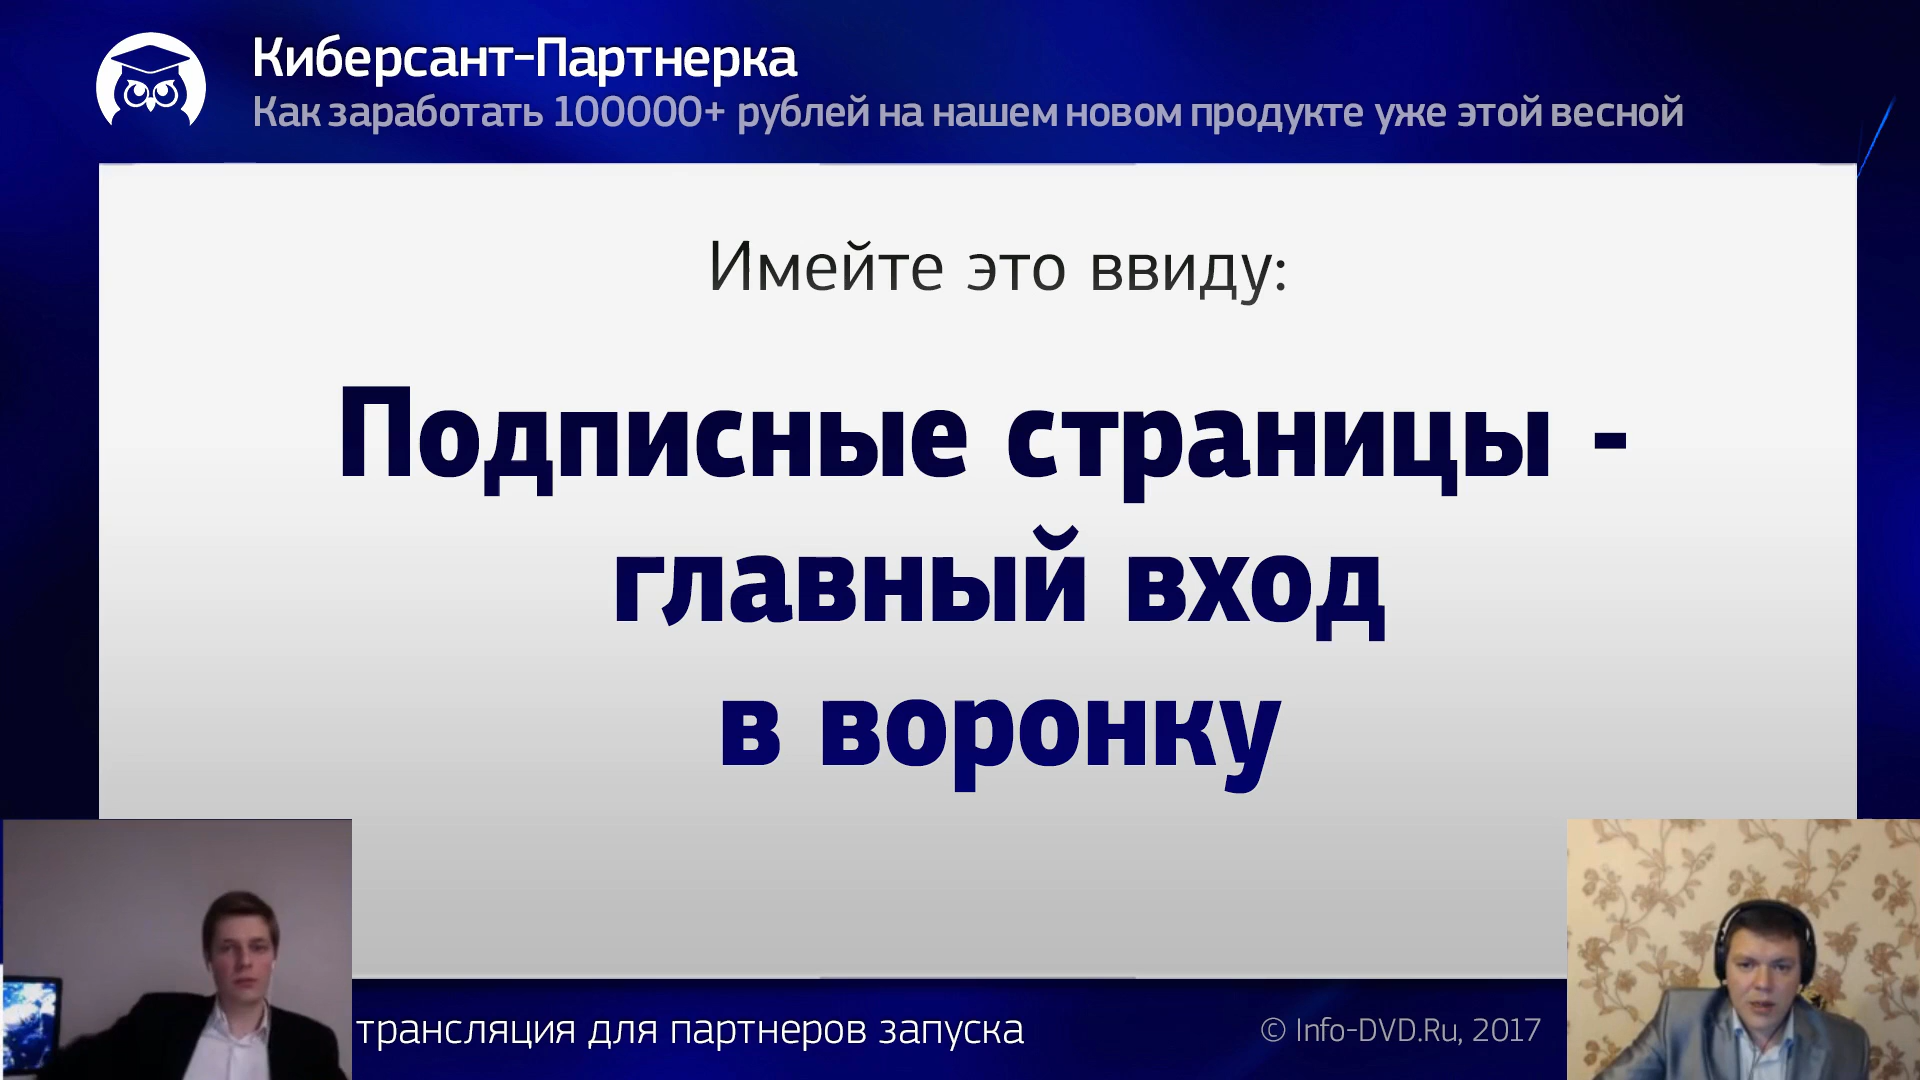 Киберсант-Партнерка
Как заработать 100000+ рублей на нашем новом продукте уже этой весной
Имейте это ввиду:
Подписные страницы -
главный вход
в воронку
трансляция для партнеров запуска
© Info-DVD.Ru, 2017